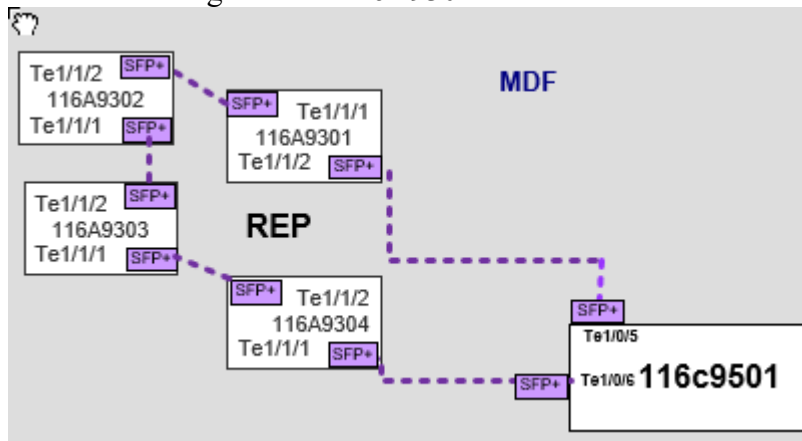 MDF
Te1/1/2 SFP+
116A9302
Te1/1/1 SFP+
SFP+ Te1/1/1
116A9301
Te1/1/2 SFP+
Te1/1/2 SFP+
116A9303
Te1/1/1 SFP+
REP
SFP+ Te1/1/2
116A9304
Te1/1/1 SFP+
SFP+
Te1/0/5
SFP+ Te1/0/6 116c9501